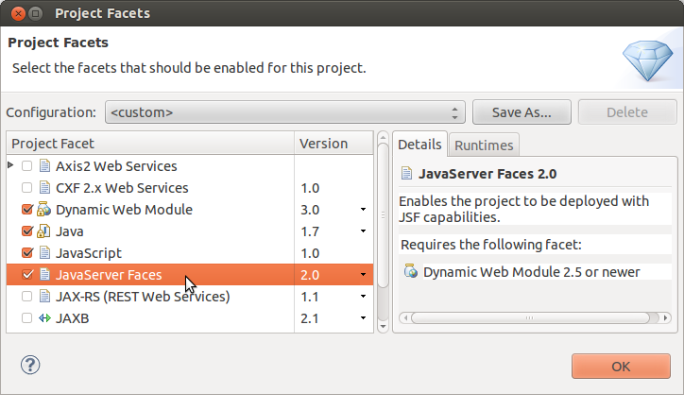 Project Facets
Project Facets
Select the facets that should be enabled for this project.
Configuration: <custom> Save As... Delete
Project Facet Version
Axis2 Web Services
CXF 2.x Web Services 1.0
Dynamic Web Module 3.0
Java 1.7
JavaScript 1.0
JavaServer Faces 2.0
JAX-RS (REST Web Services) 1.1
JAXB 2.1
Details Runtimes
JavaServer Faces 2.0
Enables the project to be deployed with
JSF capabilities.
Requires the following facet:
Dynamic Web Module 2.5 or newer
?
OK